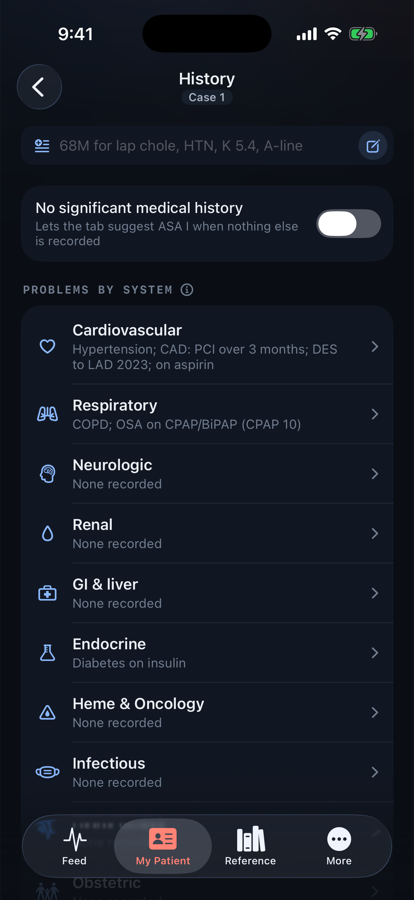 9:41
History
Case 1
68M for lap chole, HTN, K 5.4, A-line
No significant medical history
Lets the tab suggest ASA I when nothing else
is recorded
PROBLEMS BY SYSTEM
Cardiovascular
Hypertension; CAD: PCI over 3 months; DES
to LAD 2023; on aspirin
Respiratory
COPD; OSA on CPAP/BiPAP (CPAP 10)
Neurologic
None recorded
Renal
None recorded
GI & liver
None recorded
Endocrine
Diabetes on insulin
Heme & Oncology
None recorded
Infectious
None recorded
Feed
My Patient
Reference
More
Obstetric